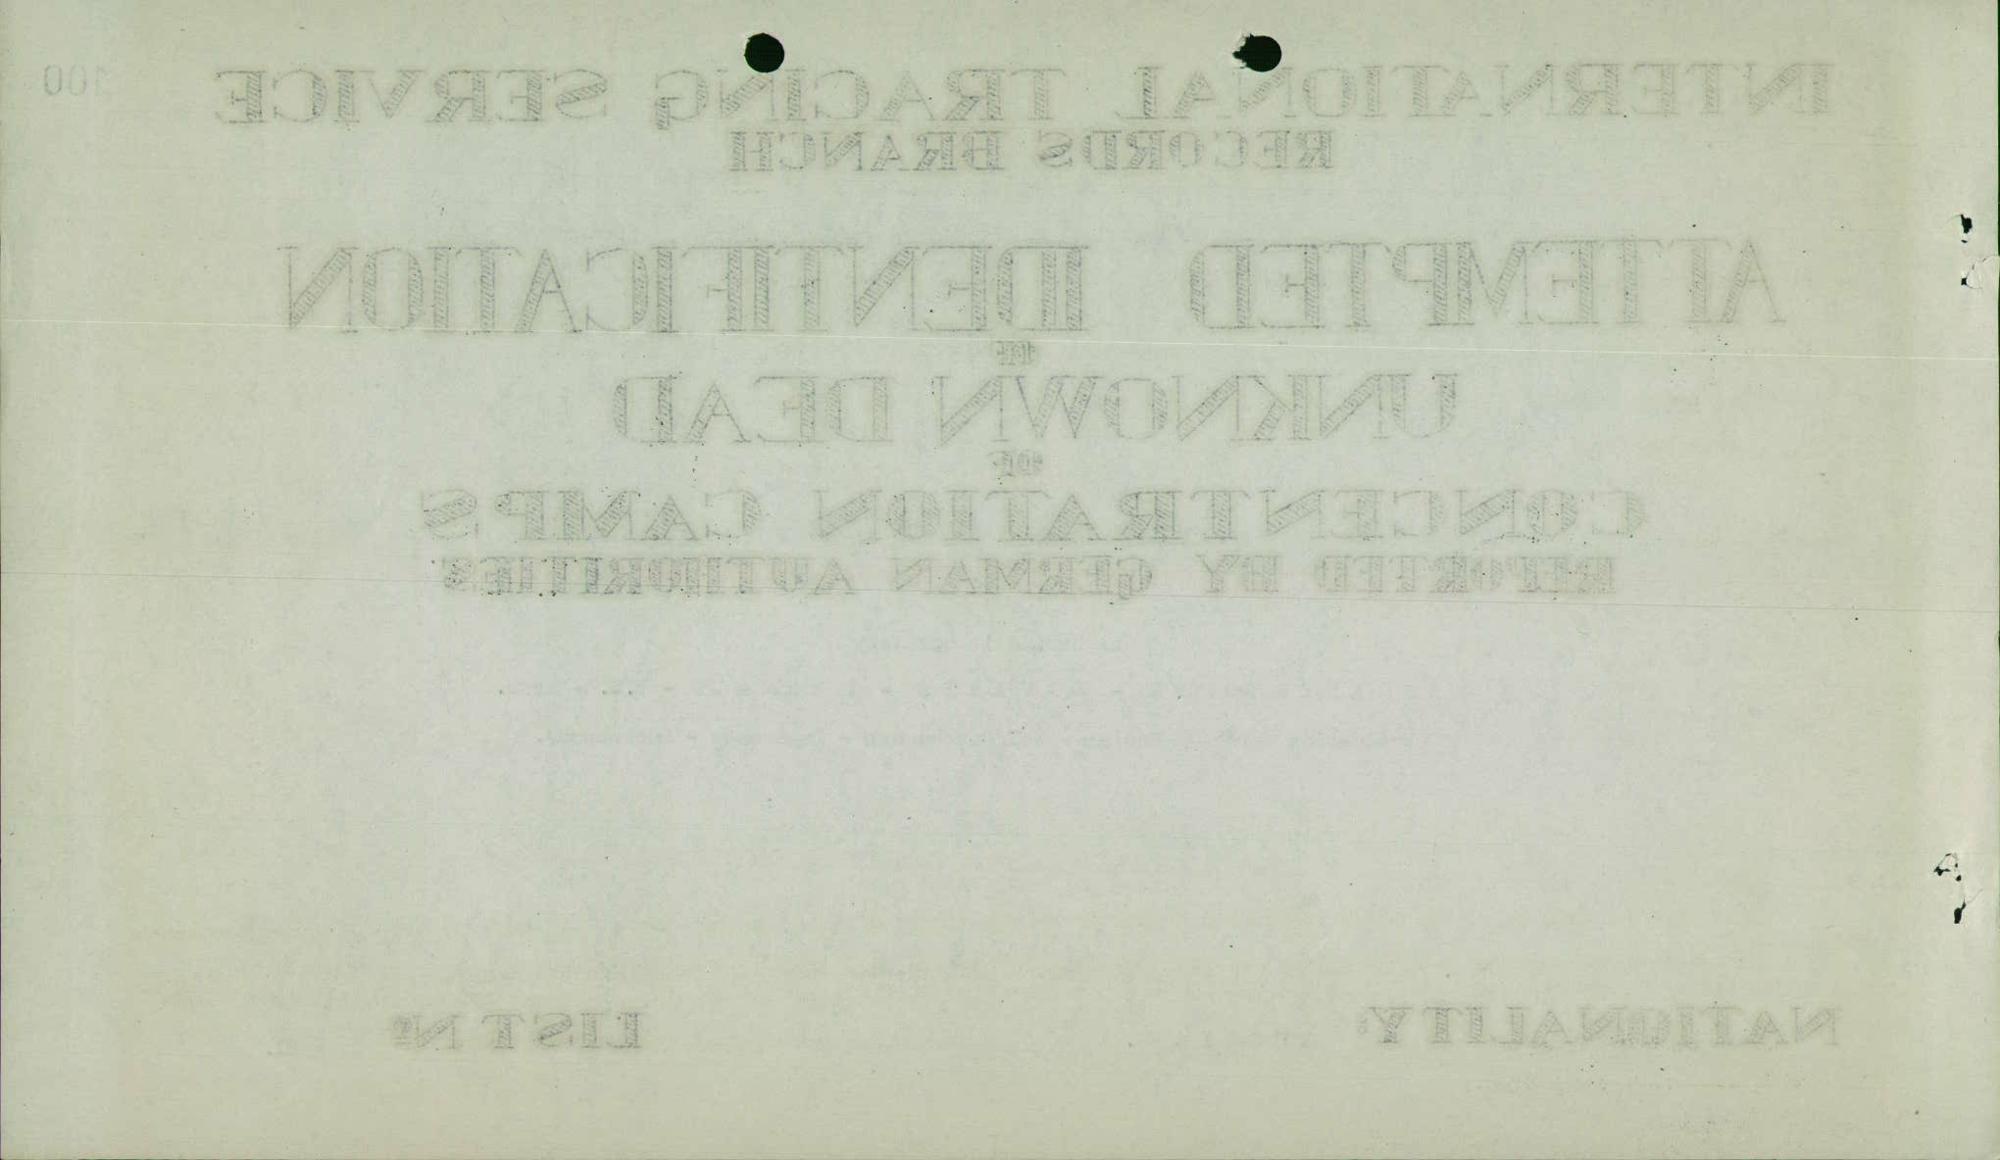 100
INTERNATIONAL TRACING SERVICE
RECORDS BRANCH
ATTEMPTED IDENTIFICATION
OF
UNKNOWN DEAD
OF
CONCENTRATION CAMPS
REPORTED BY GERMAN AUTHORITIES
NATIONALITY: LIST Nº